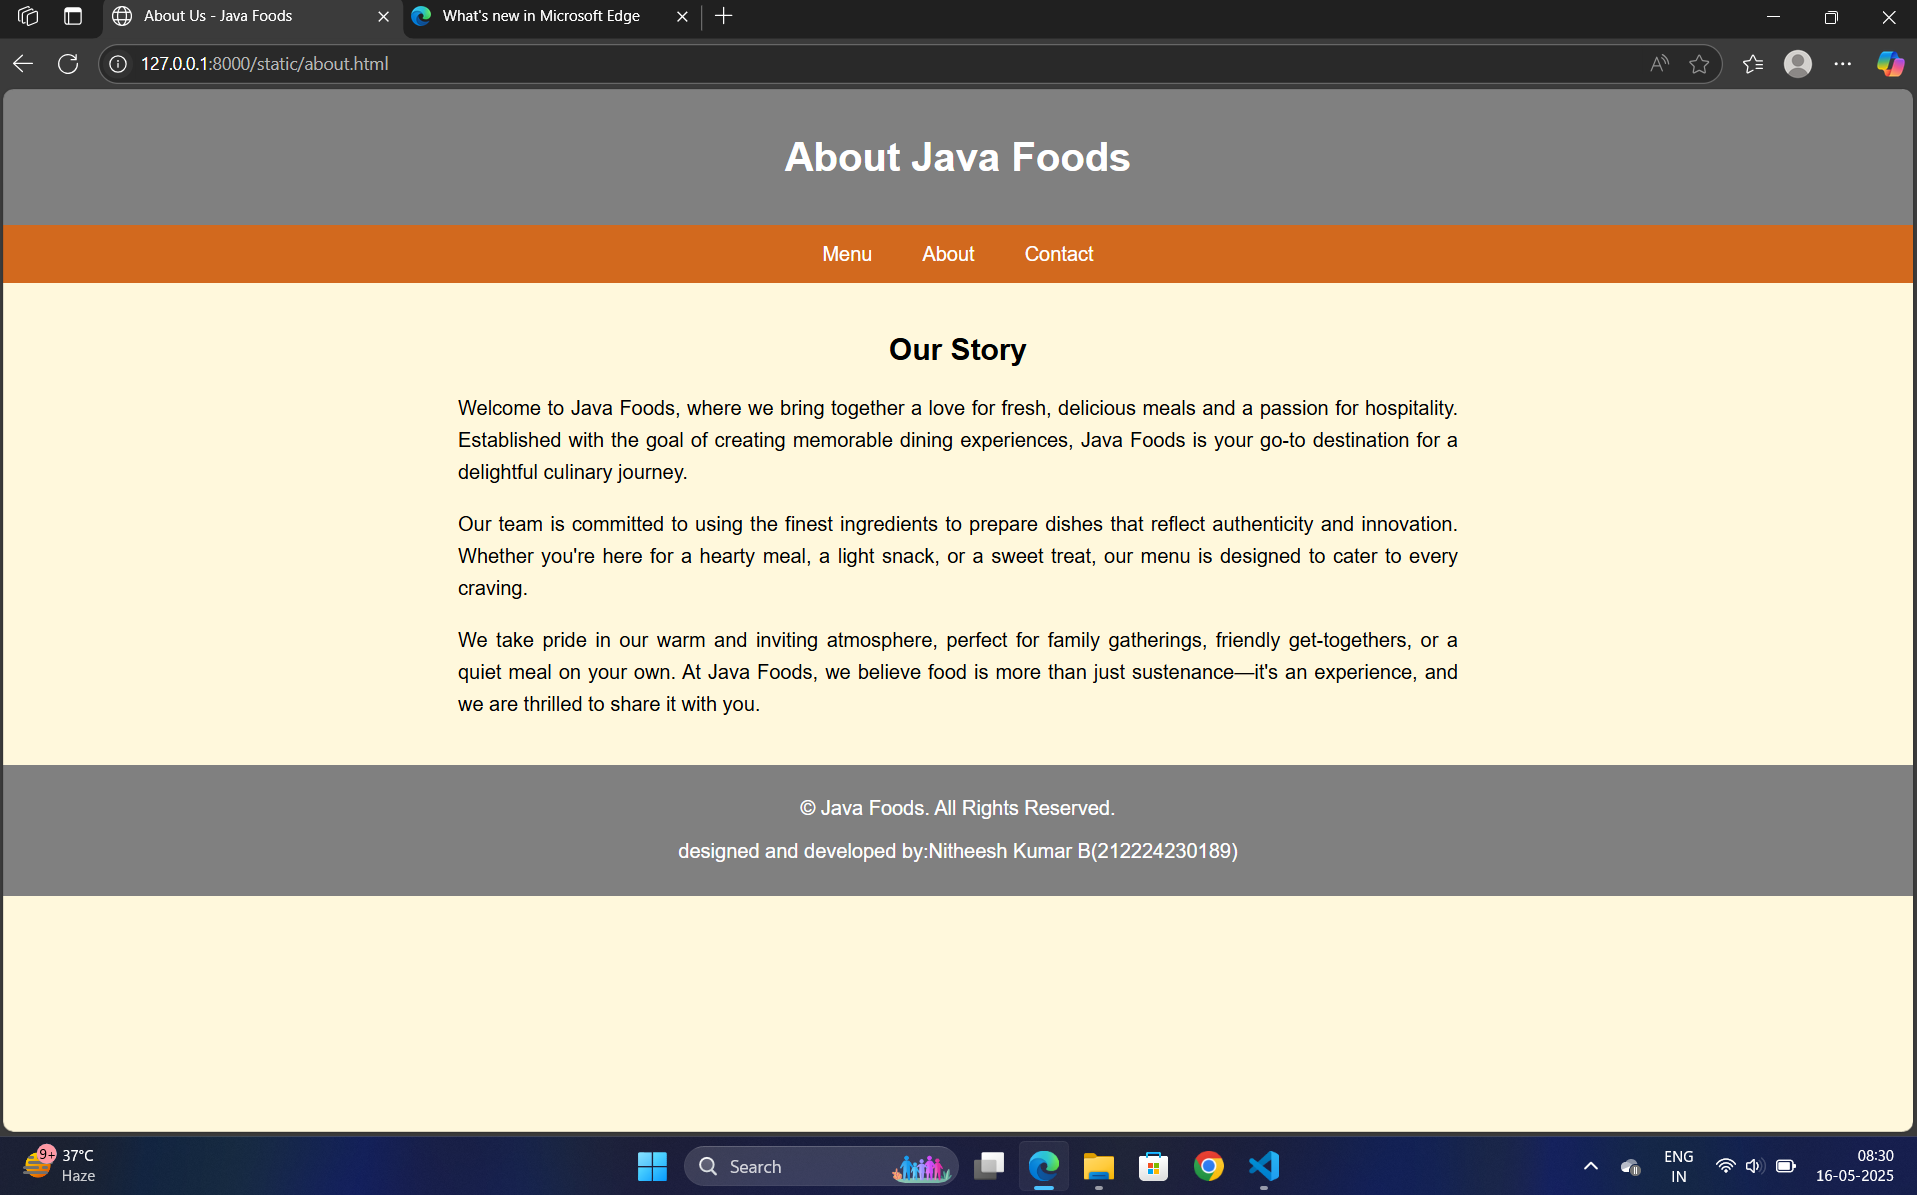 About Us - Java Foods
What's new in Microsoft Edge
127.0.0.1:8000/static/about.html
About Java Foods
Menu About Contact
Our Story
Welcome to Java Foods, where we bring together a love for fresh, delicious meals and a passion for hospitality.
Established with the goal of creating memorable dining experiences, Java Foods is your go-to destination for a
delightful culinary journey.
Our team is committed to using the finest ingredients to prepare dishes that reflect authenticity and innovation.
Whether you're here for a hearty meal, a light snack, or a sweet treat, our menu is designed to cater to every
craving.
We take pride in our warm and inviting atmosphere, perfect for family gatherings, friendly get-togethers, or a
quiet meal on your own. At Java Foods, we believe food is more than just sustenance—it's an experience, and
we are thrilled to share it with you.
© Java Foods. All Rights Reserved.
designed and developed by:Nitheesh Kumar B(212224230189)
9+
37°C
Haze
Search
ENG
IN
08:30
16-05-2025